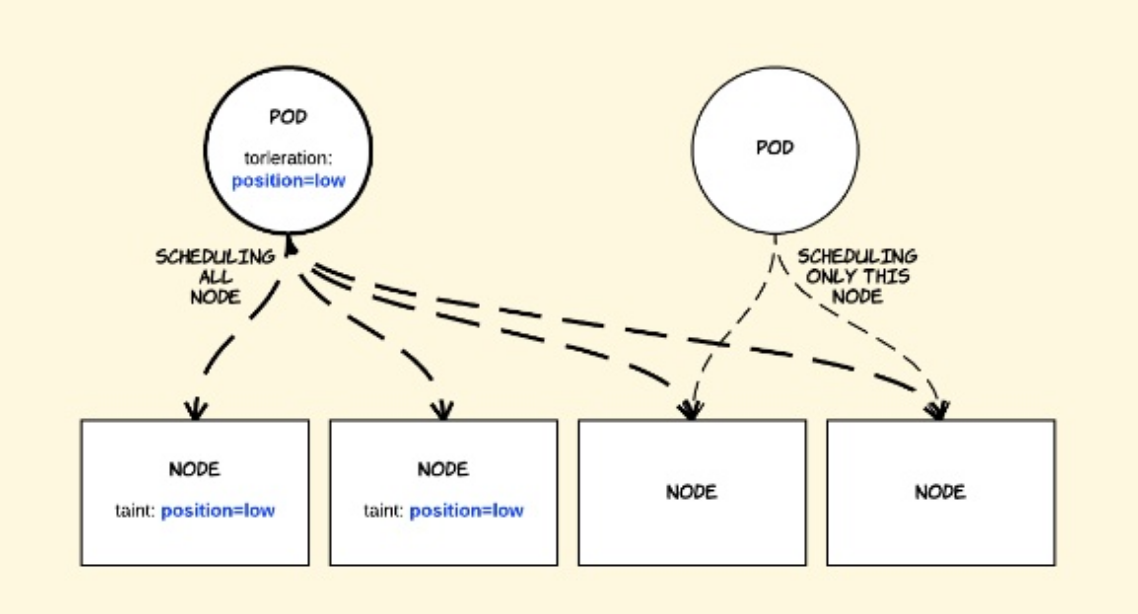 POD
torleration:
position=low
POD
SCHEDULING
ALL
NODE
SCHEDULING
ONLY THIS
NODE
NODE
taint: position=low
NODE
taint: position=low
NODE
NODE